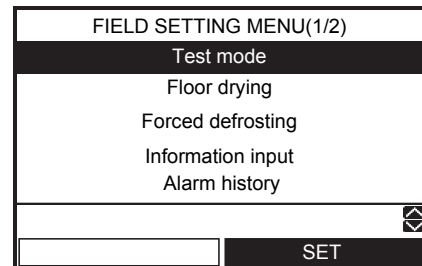 FIELD SETTING MENU(1/2)
Test mode
Floor drying
Forced defrosting
Information input
Alarm history
SET